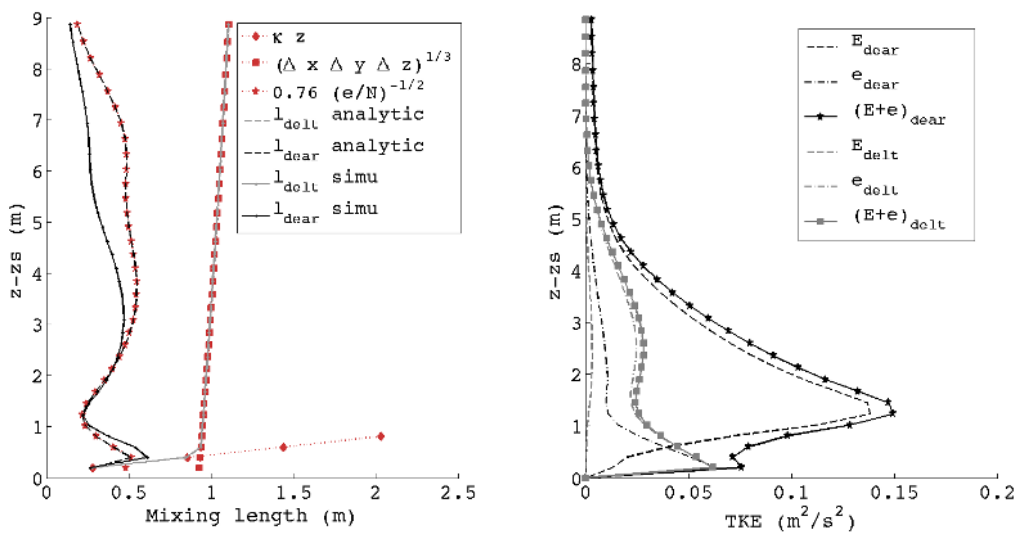 9
8
7
6
5
4
3
2
1
0
z-zs (m)
0 0.5 1 1.5 2 2.5
Mixing length (m)
κ z
(Δ x Δ y Δ z)^1/3
0.76 (e/N)^-1/2
l_delt analytic
l_dear analytic
l_delt simu
l_dear simu
9
8
7
6
5
4
3
2
1
0
z-zs (m)
0 0.05 0.1 0.15 0.2
TKE (m²/s²)
E_dear
e_dear
(E+e)_dear
E_delt
e_delt
(E+e)_delt